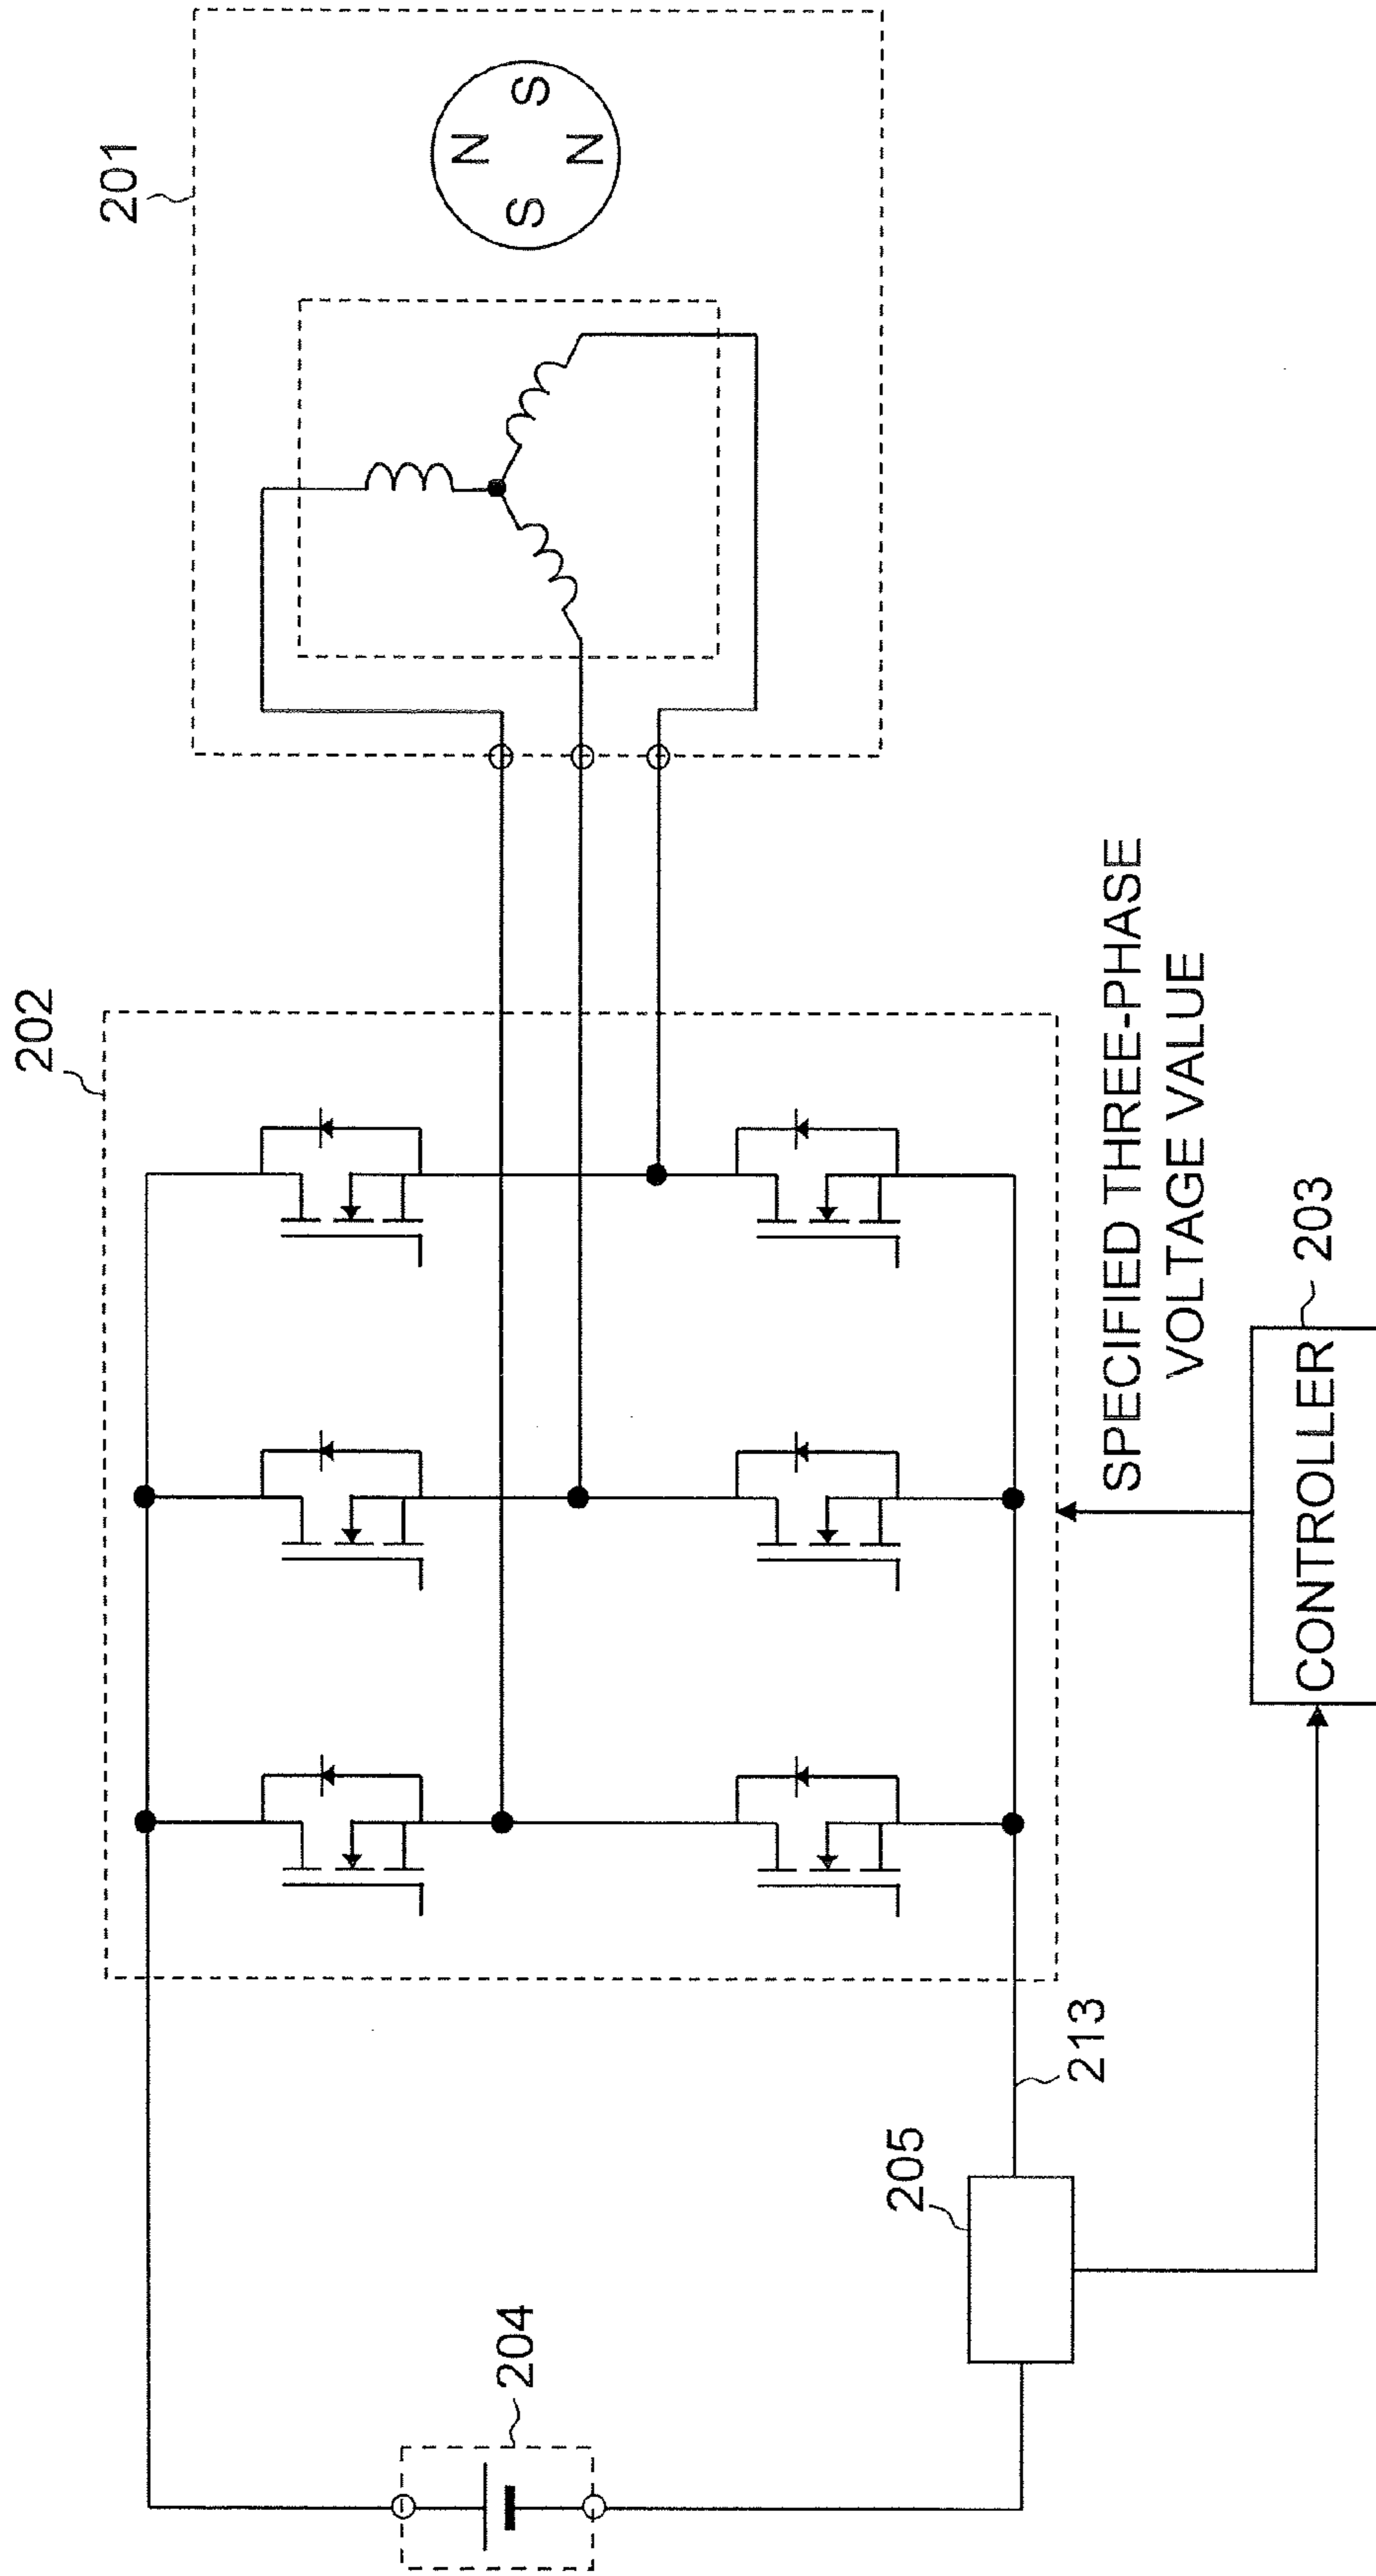 201
N
S
S
N
202
SPECIFIED THREE-PHASE
VOLTAGE VALUE
203
CONTROLLER
213
205
204